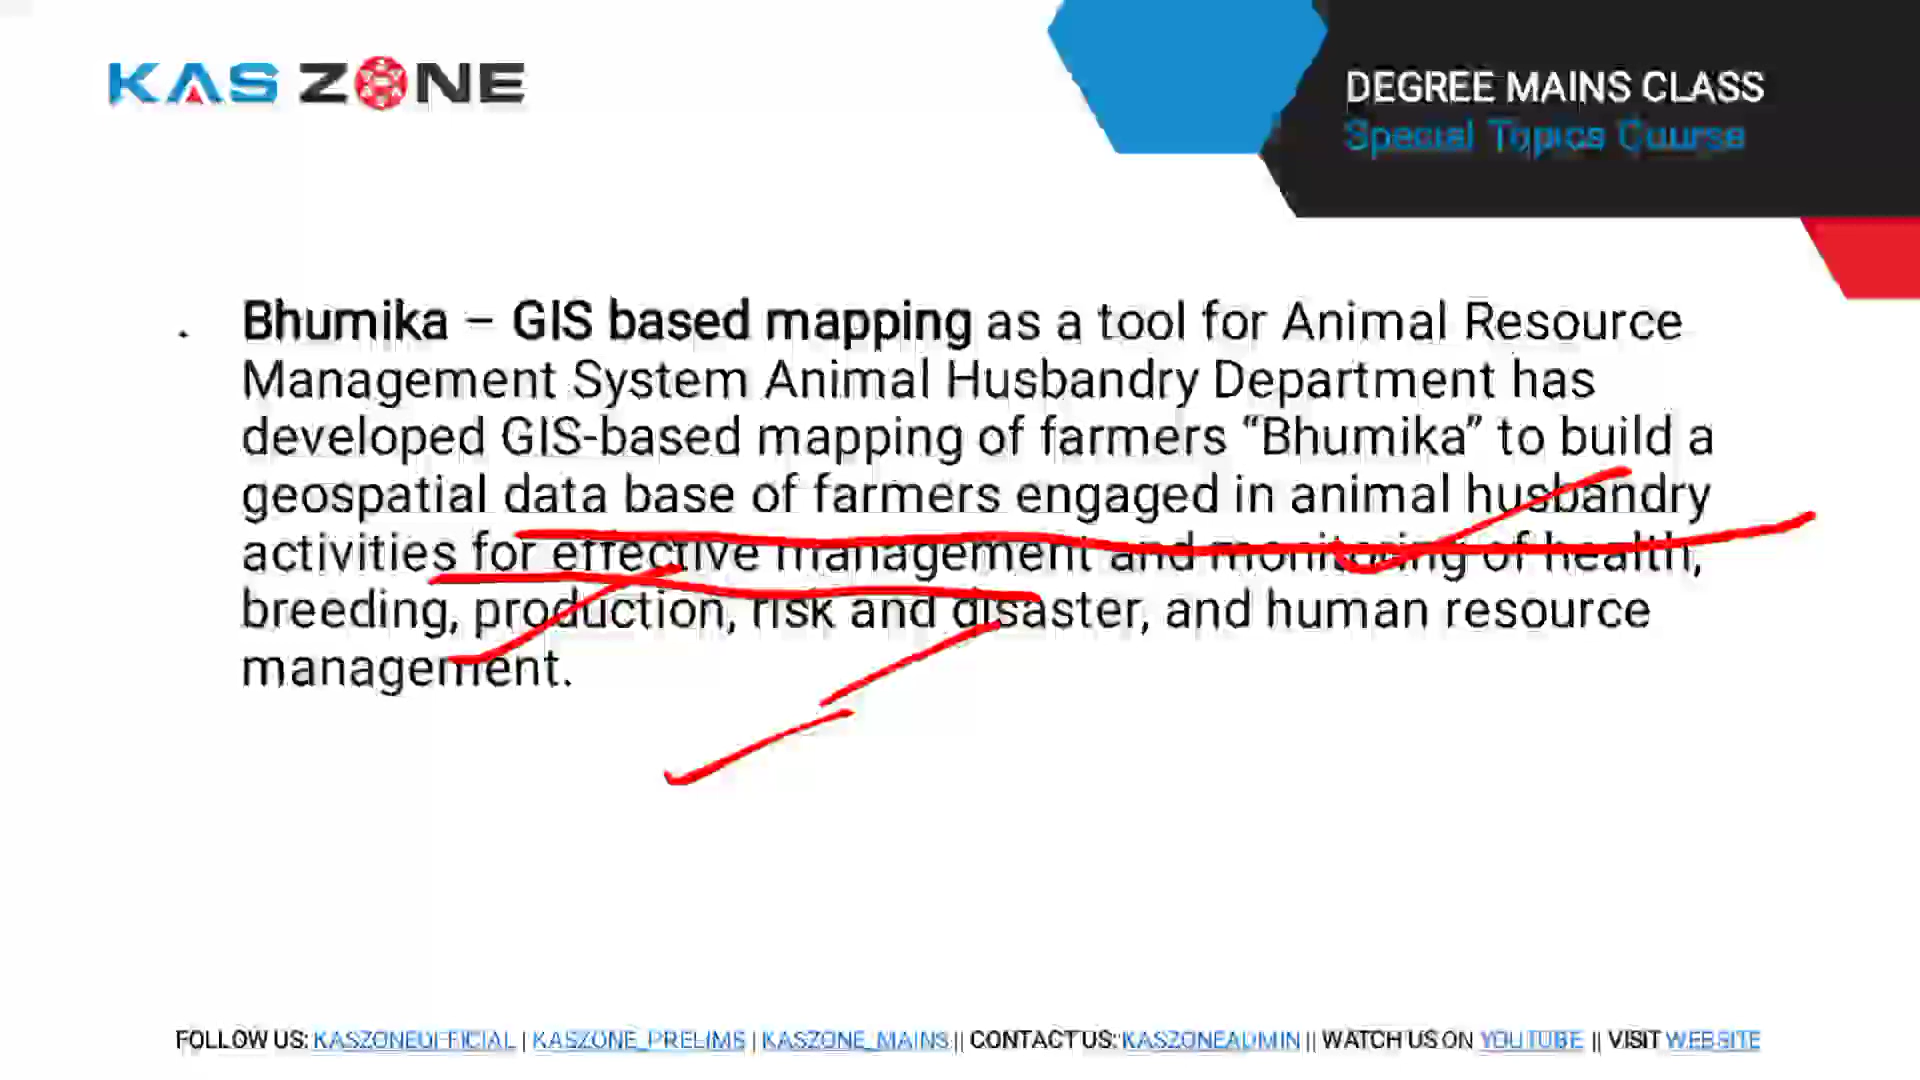 KAS ZONE
DEGREE MAINS CLASS
Special Topics Course
. Bhumika – GIS based mapping as a tool for Animal Resource
Management System Animal Husbandry Department has
developed GIS-based mapping of farmers “Bhumika” to build a
geospatial data base of farmers engaged in animal husbandry
activities for effective management and monitoring of health,
breeding, production, risk and disaster, and human resource
management.
FOLLOW US: KASZONEOFFICIAL | KASZONE_PRELIMS | KASZONE_MAINS || CONTACT US: KASZONEADMIN || WATCH US ON YOUTUBE || VISIT WEBSITE